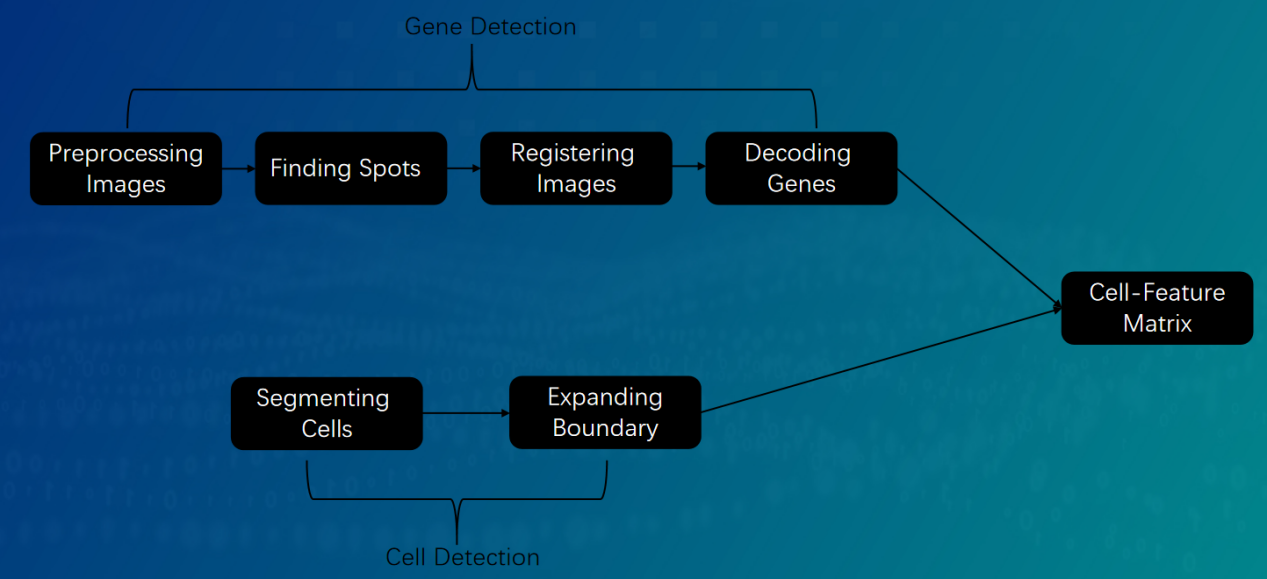 Gene Detection
Preprocessing
Images
Finding Spots
Registering
Images
Decoding
Genes
Cell-Feature
Matrix
Segmenting
Cells
Expanding
Boundary
Cell Detection